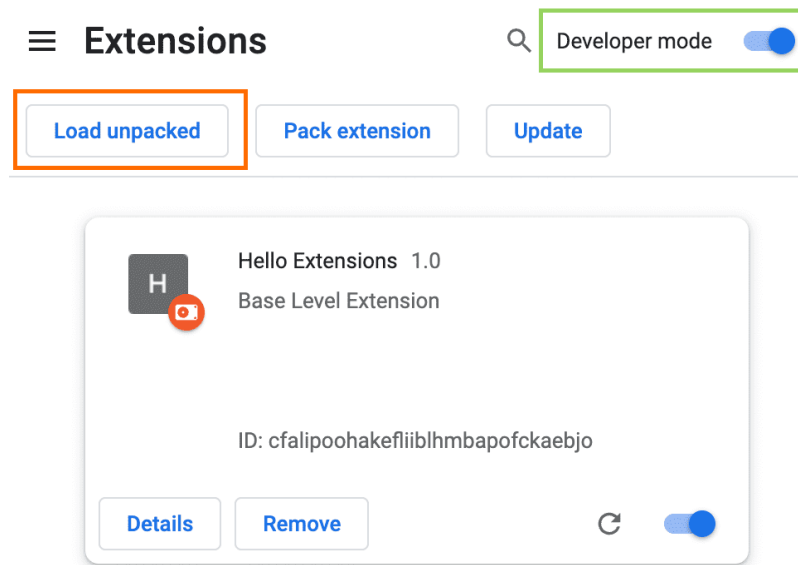 Extensions
Developer mode
Load unpacked
Pack extension
Update
H
Hello Extensions 1.0
Base Level Extension
ID: cfalipoohakefliiblhmbapofckaebjo
Details
Remove